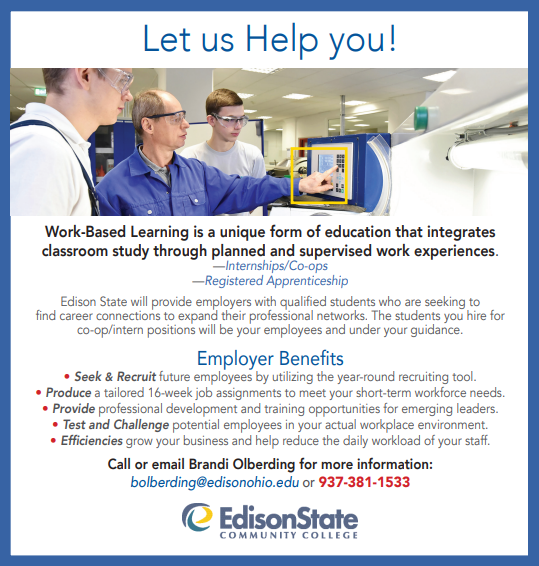 Let us Help you!
Work-Based Learning is a unique form of education that integrates
classroom study through planned and supervised work experiences.
—Internships/Co-ops
—Registered Apprenticeship
Edison State will provide employers with qualified students who are seeking to
find career connections to expand their professional networks. The students you hire for
co-op/intern positions will be your employees and under your guidance.
Employer Benefits
• Seek & Recruit future employees by utilizing the year-round recruiting tool.
• Produce a tailored 16-week job assignments to meet your short-term workforce needs.
• Provide professional development and training opportunities for emerging leaders.
• Test and Challenge potential employees in your actual workplace environment.
• Efficiencies grow your business and help reduce the daily workload of your staff.
Call or email Brandi Olberding for more information:
bolberding@edisonohio.edu or 937-381-1533
EdisonState
COMMUNITY COLLEGE